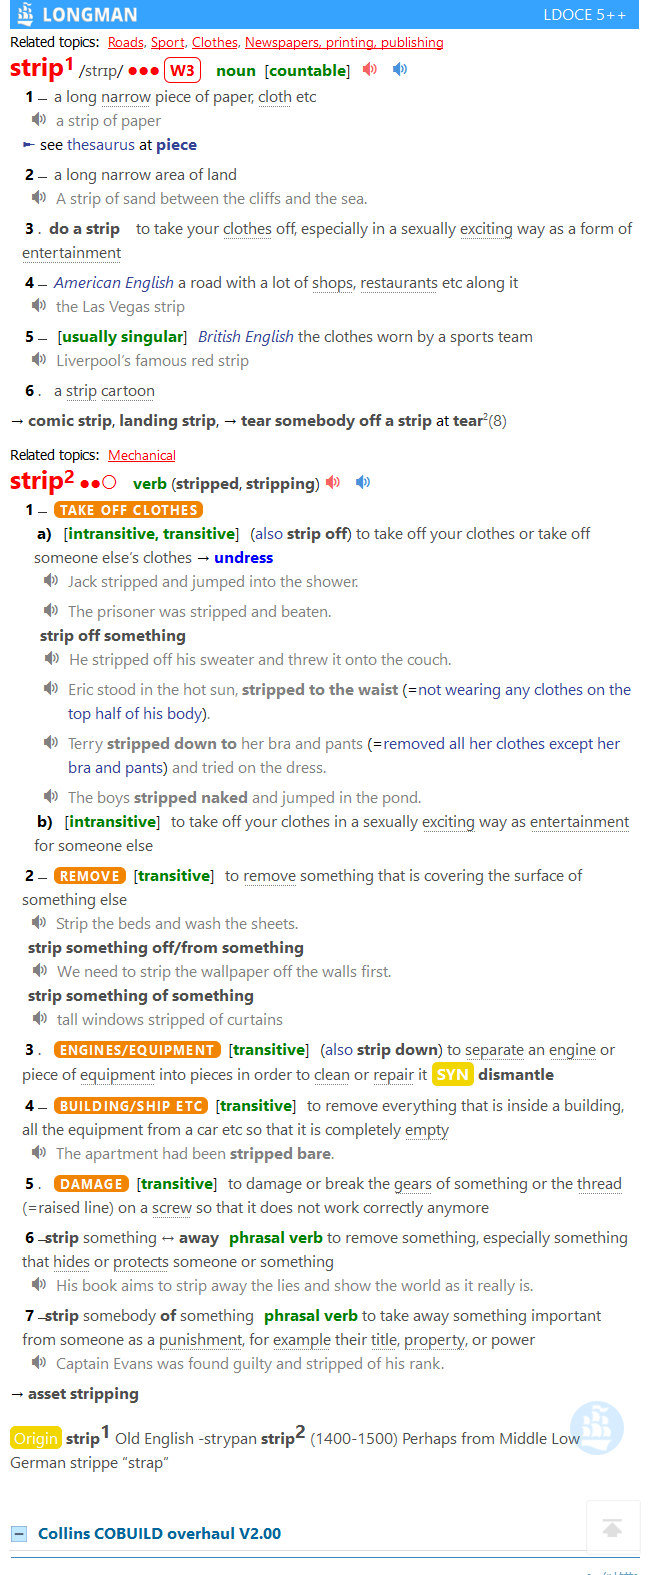 LONGMAN LDOCE 5++
Related topics: Roads, Sport, Clothes, Newspapers, printing, publishing
strip1 /strɪp/ ●●● W3 noun [countable]
1 – a long narrow piece of paper, cloth etc
a strip of paper
► see thesaurus at piece
2 – a long narrow area of land
A strip of sand between the cliffs and the sea.
3 . do a strip to take your clothes off, especially in a sexually exciting way as a form of
entertainment
4 – American English a road with a lot of shops, restaurants etc along it
the Las Vegas strip
5 – [usually singular] British English the clothes worn by a sports team
Liverpool’s famous red strip
6 . a strip cartoon
→ comic strip, landing strip, → tear somebody off a strip at tear2(8)
Related topics: Mechanical
strip2 ●●○ verb (stripped, stripping)
1 – TAKE OFF CLOTHES
a) [intransitive, transitive] (also strip off) to take off your clothes or take off
someone else’s clothes → undress
Jack stripped and jumped into the shower.
The prisoner was stripped and beaten.
strip off something
He stripped off his sweater and threw it onto the couch.
Eric stood in the hot sun, stripped to the waist (=not wearing any clothes on the
top half of his body).
Terry stripped down to her bra and pants (=removed all her clothes except her
bra and pants) and tried on the dress.
The boys stripped naked and jumped in the pond.
b) [intransitive] to take off your clothes in a sexually exciting way as entertainment
for someone else
2 – REMOVE [transitive] to remove something that is covering the surface of
something else
Strip the beds and wash the sheets.
strip something off/from something
We need to strip the wallpaper off the walls first.
strip something of something
tall windows stripped of curtains
3 . ENGINES/EQUIPMENT [transitive] (also strip down) to separate an engine or
piece of equipment into pieces in order to clean or repair it SYN dismantle
4 – BUILDING/SHIP ETC [transitive] to remove everything that is inside a building,
all the equipment from a car etc so that it is completely empty
The apartment had been stripped bare.
5 . DAMAGE [transitive] to damage or break the gears of something or the thread
(=raised line) on a screw so that it does not work correctly anymore
6 –strip something ↔ away phrasal verb to remove something, especially something
that hides or protects someone or something
His book aims to strip away the lies and show the world as it really is.
7 –strip somebody of something phrasal verb to take away something important
from someone as a punishment, for example their title, property, or power
Captain Evans was found guilty and stripped of his rank.
→ asset stripping
Origin strip1 Old English -strypan strip2 (1400-1500) Perhaps from Middle Low
German strippe “strap”
Collins COBUILD overhaul V2.00